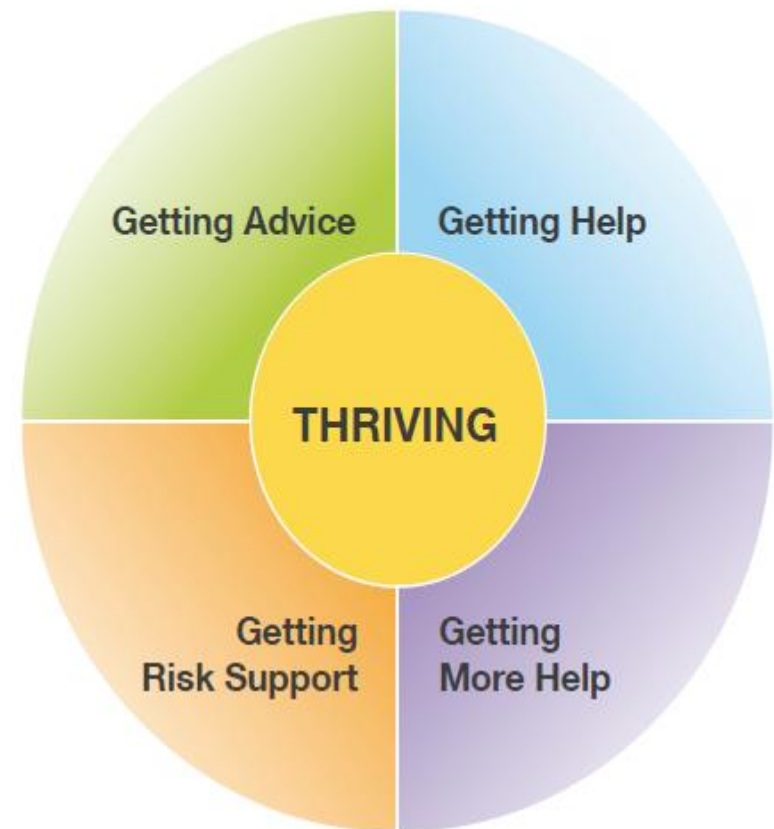 Getting Advice
Getting Help
THRIVING
Getting
Risk Support
Getting
More Help